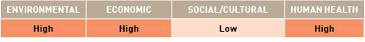 ENVIRONMENTAL ECONOMIC SOCIAL/CULTURAL HUMAN HEALTH
High High Low High